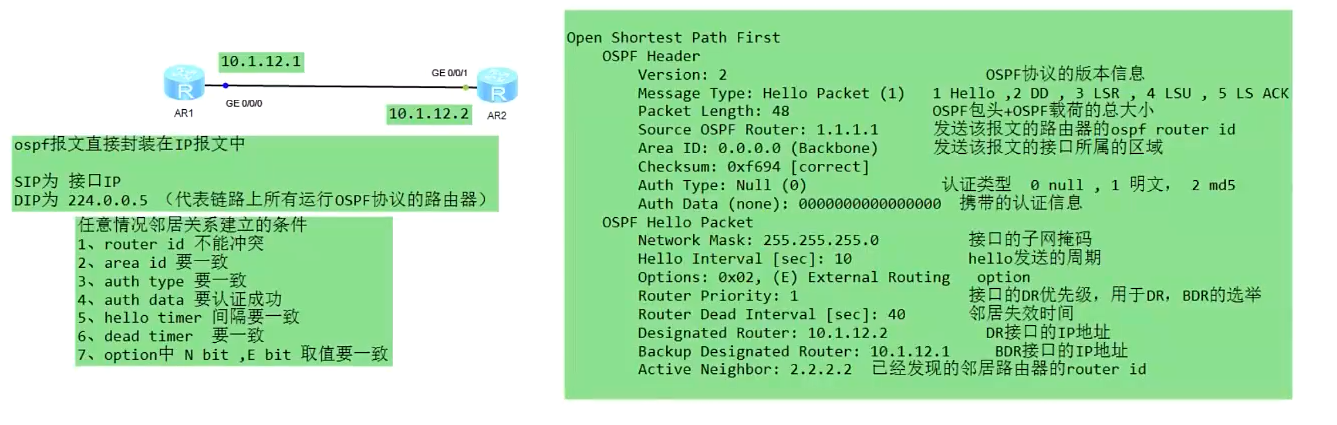 10.1.12.1
GE 0/0/1
GE 0/0/0
AR1
10.1.12.2
AR2
ospf报文直接封装在IP报文中
SIP为 接口IP
DIP为 224.0.0.5 （代表链路上所有运行OSPF协议的路由器）
任意情况邻居关系建立的条件
1、router id 不能冲突
2、area id 要一致
3、auth type 要一致
4、auth data 要认证成功
5、hello timer 间隔要一致
6、dead timer  要一致
7、option中 N bit ,E bit 取值要一致
Open Shortest Path First
OSPF Header
Version: 2 OSPF协议的版本信息
Message Type: Hello Packet (1) 1 Hello ,2 DD , 3 LSR , 4 LSU , 5 LS ACK
Packet Length: 48 OSPF包头+OSPF载荷的总大小
Source OSPF Router: 1.1.1.1 发送该报文的路由器的ospf router id
Area ID: 0.0.0.0 (Backbone) 发送该报文的接口所属的区域
Checksum: 0xf694 [correct]
Auth Type: Null (0) 认证类型 0 null , 1 明文, 2 md5
Auth Data (none): 0000000000000000 携带的认证信息
OSPF Hello Packet
Network Mask: 255.255.255.0 接口的子网掩码
Hello Interval [sec]: 10 hello发送的周期
Options: 0x02, (E) External Routing option
Router Priority: 1 接口的DR优先级，用于DR，BDR的选举
Router Dead Interval [sec]: 40 邻居失效时间
Designated Router: 10.1.12.2 DR接口的IP地址
Backup Designated Router: 10.1.12.1 BDR接口的IP地址
Active Neighbor: 2.2.2.2 已经发现的邻居路由器的router id